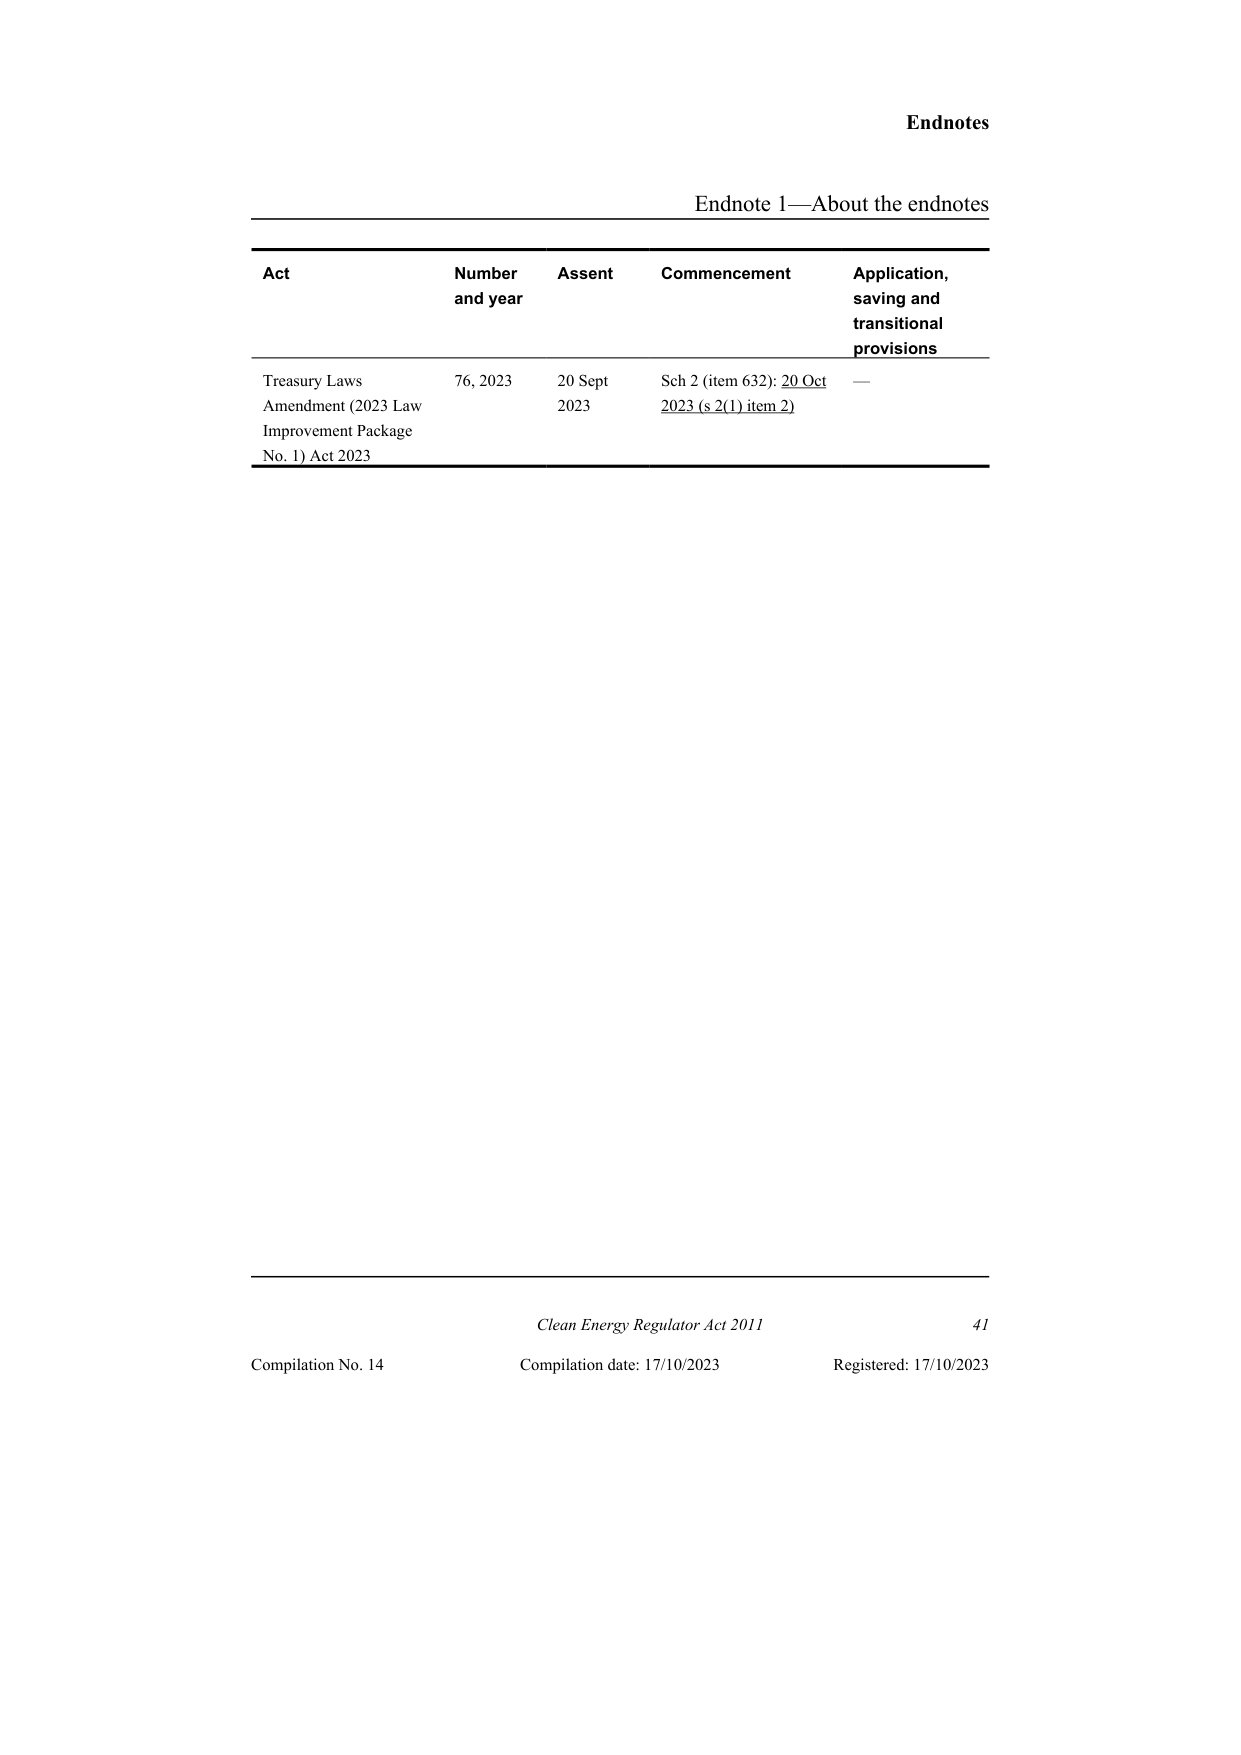 Endnotes
Endnote 1—About the endnotes
Act
Number
and year
Assent
Commencement
Application,
saving and
transitional
provisions
Treasury Laws
Amendment (2023 Law
Improvement Package
No. 1) Act 2023
76, 2023
20 Sept
2023
Sch 2 (item 632): 20 Oct
2023 (s 2(1) item 2)
—
Clean Energy Regulator Act 2011 41
Compilation No. 14 Compilation date: 17/10/2023 Registered: 17/10/2023